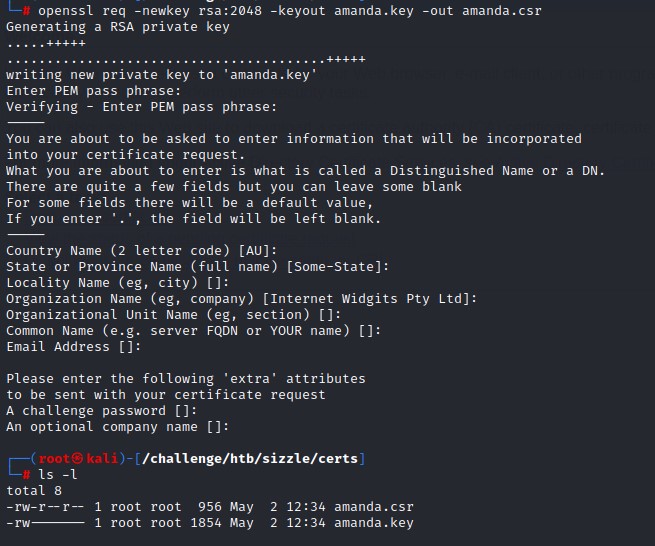 └─# openssl req -newkey rsa:2048 -keyout amanda.key -out amanda.csr
Generating a RSA private key
.....+++++
.........................................+++++
writing new private key to 'amanda.key'
Enter PEM pass phrase:
Verifying - Enter PEM pass phrase:
-----
You are about to be asked to enter information that will be incorporated
into your certificate request.
What you are about to enter is what is called a Distinguished Name or a DN.
There are quite a few fields but you can leave some blank
For some fields there will be a default value,
If you enter '.', the field will be left blank.
-----
Country Name (2 letter code) [AU]:
State or Province Name (full name) [Some-State]:
Locality Name (eg, city) []:
Organization Name (eg, company) [Internet Widgits Pty Ltd]:
Organizational Unit Name (eg, section) []:
Common Name (e.g. server FQDN or YOUR name) []:
Email Address []:

Please enter the following 'extra' attributes
to be sent with your certificate request
A challenge password []:
An optional company name []:

┌──(root㉿kali)-[/challenge/htb/sizzle/certs]
└─# ls -l
total 8
-rw-r--r-- 1 root root  956 May  2 12:34 amanda.csr
-rw------- 1 root root 1854 May  2 12:34 amanda.key